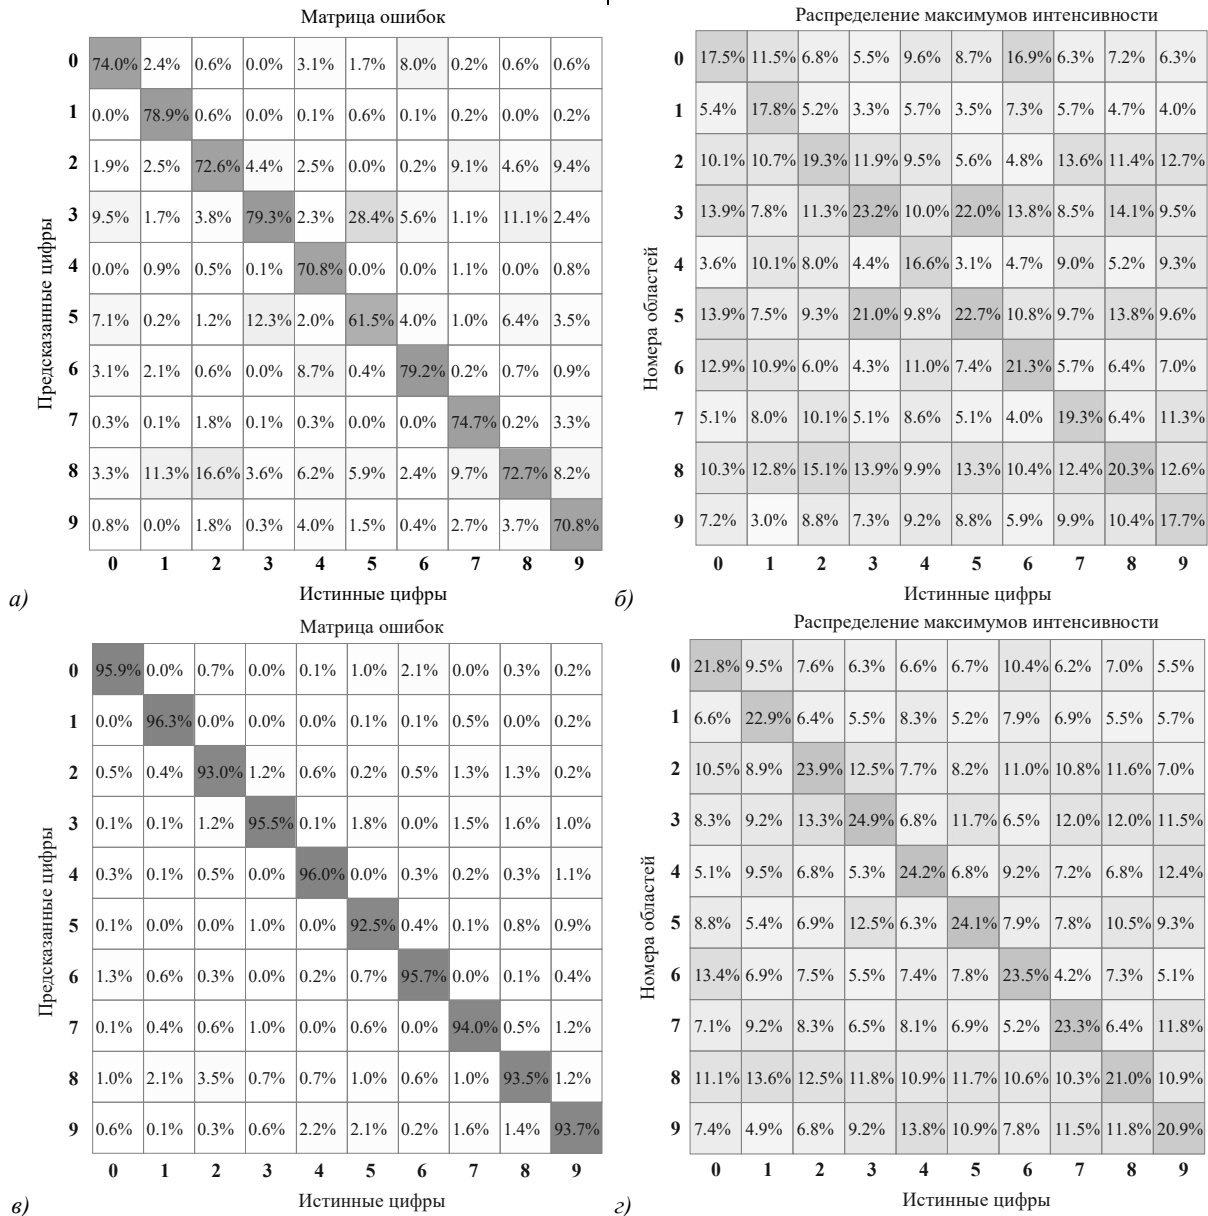 Матрица ошибок
Предсказанные цифры
0 74.0% 2.4% 0.6% 0.0% 3.1% 1.7% 8.0% 0.2% 0.6% 0.6%
1 0.0% 78.9% 0.6% 0.0% 0.1% 0.6% 0.1% 0.2% 0.0% 0.2%
2 1.9% 2.5% 72.6% 4.4% 2.5% 0.0% 0.2% 9.1% 4.6% 9.4%
3 9.5% 1.7% 3.8% 79.3% 2.3% 28.4% 5.6% 1.1% 11.1% 2.4%
4 0.0% 0.9% 0.5% 0.1% 70.8% 0.0% 0.0% 1.1% 0.0% 0.8%
5 7.1% 0.2% 1.2% 12.3% 2.0% 61.5% 4.0% 1.0% 6.4% 3.5%
6 3.1% 2.1% 0.6% 0.0% 8.7% 0.4% 79.2% 0.2% 0.7% 0.9%
7 0.3% 0.1% 1.8% 0.1% 0.3% 0.0% 0.0% 74.7% 0.2% 3.3%
8 3.3% 11.3% 16.6% 3.6% 6.2% 5.9% 2.4% 9.7% 72.7% 8.2%
9 0.8% 0.0% 1.8% 0.3% 4.0% 1.5% 0.4% 2.7% 3.7% 70.8%
0 1 2 3 4 5 6 7 8 9
а) Истинные цифры
Распределение максимумов интенсивности
Номера областей
0 17.5% 11.5% 6.8% 5.5% 9.6% 8.7% 16.9% 6.3% 7.2% 6.3%
1 5.4% 17.8% 5.2% 3.3% 5.7% 3.5% 7.3% 5.7% 4.7% 4.0%
2 10.1% 10.7% 19.3% 11.9% 9.5% 5.6% 4.8% 13.6% 11.4% 12.7%
3 13.9% 7.8% 11.3% 23.2% 10.0% 22.0% 13.8% 8.5% 14.1% 9.5%
4 3.6% 10.1% 8.0% 4.4% 16.6% 3.1% 4.7% 9.0% 5.2% 9.3%
5 13.9% 7.5% 9.3% 21.0% 9.8% 22.7% 10.8% 9.7% 13.8% 9.6%
6 12.9% 10.9% 6.0% 4.3% 11.0% 7.4% 21.3% 5.7% 6.4% 7.0%
7 5.1% 8.0% 10.1% 5.1% 8.6% 5.1% 4.0% 19.3% 6.4% 11.3%
8 10.3% 12.8% 15.1% 13.9% 9.9% 13.3% 10.4% 12.4% 20.3% 12.6%
9 7.2% 3.0% 8.8% 7.3% 9.2% 8.8% 5.9% 9.9% 10.4% 17.7%
0 1 2 3 4 5 6 7 8 9
б) Истинные цифры
Матрица ошибок
Предсказанные цифры
0 95.9% 0.0% 0.7% 0.0% 0.1% 1.0% 2.1% 0.0% 0.3% 0.2%
1 0.0% 96.3% 0.0% 0.0% 0.0% 0.1% 0.1% 0.5% 0.0% 0.2%
2 0.5% 0.4% 93.0% 1.2% 0.6% 0.2% 0.5% 1.3% 1.3% 0.2%
3 0.1% 0.1% 1.2% 95.5% 0.1% 1.8% 0.0% 1.5% 1.6% 1.0%
4 0.3% 0.1% 0.5% 0.0% 96.0% 0.0% 0.3% 0.2% 0.3% 1.1%
5 0.1% 0.0% 0.0% 1.0% 0.0% 92.5% 0.4% 0.1% 0.8% 0.9%
6 1.3% 0.6% 0.3% 0.0% 0.2% 0.7% 95.7% 0.0% 0.1% 0.4%
7 0.1% 0.4% 0.6% 1.0% 0.0% 0.6% 0.0% 94.0% 0.5% 1.2%
8 1.0% 2.1% 3.5% 0.7% 0.7% 1.0% 0.6% 1.0% 93.5% 1.2%
9 0.6% 0.1% 0.3% 0.6% 2.2% 2.1% 0.2% 1.6% 1.4% 93.7%
0 1 2 3 4 5 6 7 8 9
в) Истинные цифры
Распределение максимумов интенсивности
Номера областей
0 21.8% 9.5% 7.6% 6.3% 6.6% 6.7% 10.4% 6.2% 7.0% 5.5%
1 6.6% 22.9% 6.4% 5.5% 8.3% 5.2% 7.9% 6.9% 5.5% 5.7%
2 10.5% 8.9% 23.9% 12.5% 7.7% 8.2% 11.0% 10.8% 11.6% 7.0%
3 8.3% 9.2% 13.3% 24.9% 6.8% 11.7% 6.5% 12.0% 12.0% 11.5%
4 5.1% 9.5% 6.8% 5.3% 24.2% 6.8% 9.2% 7.2% 6.8% 12.4%
5 8.8% 5.4% 6.9% 12.5% 6.3% 24.1% 7.9% 7.8% 10.5% 9.3%
6 13.4% 6.9% 7.5% 5.5% 7.4% 7.8% 23.5% 4.2% 7.3% 5.1%
7 7.1% 9.2% 8.3% 6.5% 8.1% 6.9% 5.2% 23.3% 6.4% 11.8%
8 11.1% 13.6% 12.5% 11.8% 10.9% 11.7% 10.6% 10.3% 21.0% 10.9%
9 7.4% 4.9% 6.8% 9.2% 13.8% 10.9% 7.8% 11.5% 11.8% 20.9%
0 1 2 3 4 5 6 7 8 9
г) Истинные цифры